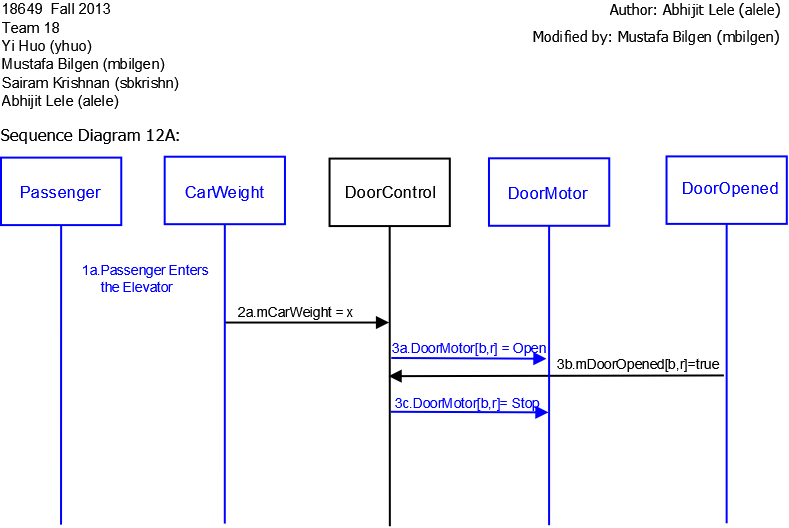 18649  Fall 2013
Team 18
Yi Huo (yhuo)
Mustafa Bilgen (mbilgen)
Sairam Krishnan (sbkrishn)
Abhijit Lele (alele)
Author: Abhijit Lele (alele)
Modified by: Mustafa Bilgen (mbilgen)
Sequence Diagram 12A:
Passenger
CarWeight
DoorControl
DoorMotor
DoorOpened
1a.Passenger Enters
the Elevator
2a.mCarWeight = x
3a.DoorMotor[b,r] = Open
3b.mDoorOpened[b,r]=true
3c.DoorMotor[b,r]= Stop